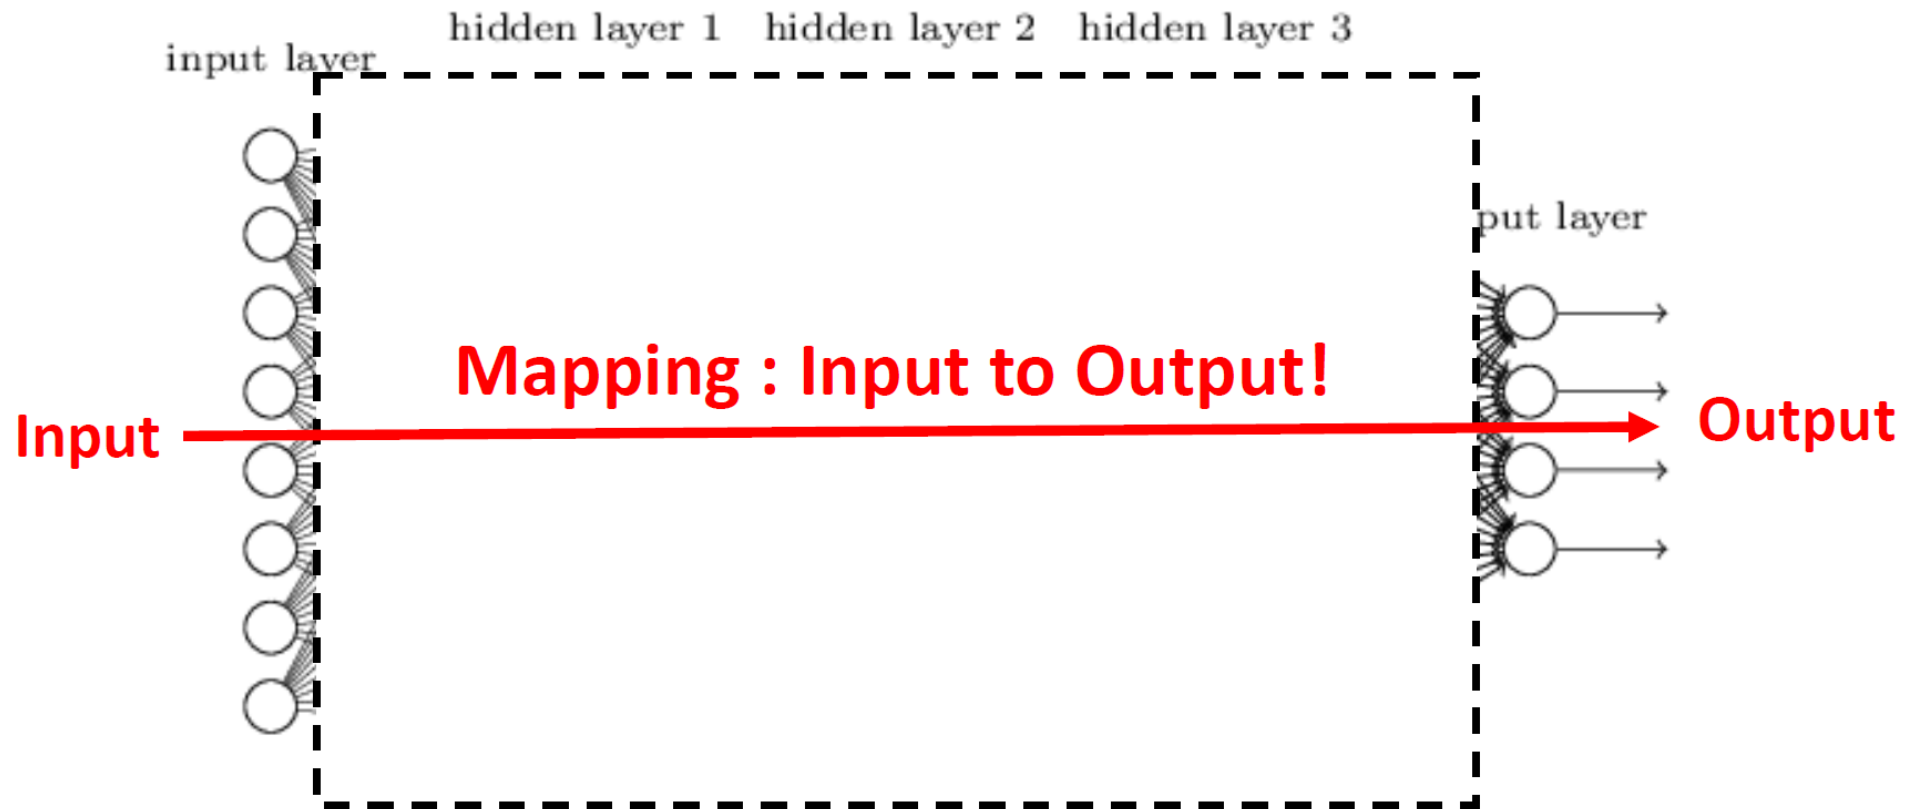 hidden layer 1 hidden layer 2 hidden layer 3
input layer
put layer
Mapping : Input to Output!
Input
Output